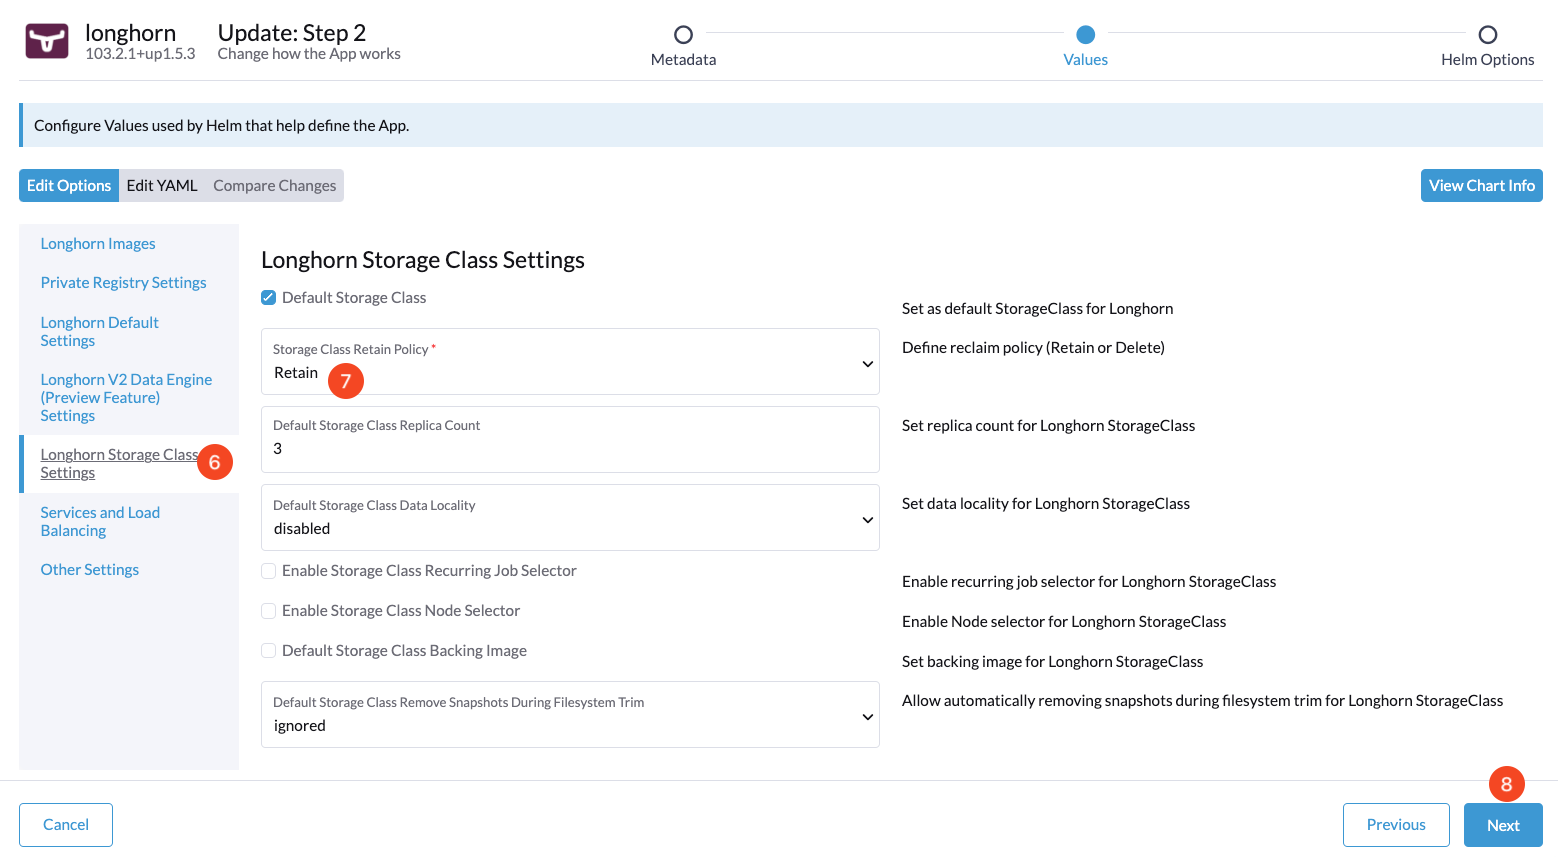 longhorn
103.2.1+up1.5.3
Update: Step 2
Change how the App works
Metadata
Values
Helm Options
Configure Values used by Helm that help define the App.
Edit Options
Edit YAML
Compare Changes
View Chart Info
Longhorn Images
Private Registry Settings
Longhorn Default
Settings
Longhorn V2 Data Engine
(Preview Feature)
Settings
Longhorn Storage Class
Settings
6
Services and Load
Balancing
Other Settings
Longhorn Storage Class Settings
Default Storage Class
Set as default StorageClass for Longhorn
Storage Class Retain Policy *
Retain
7
Define reclaim policy (Retain or Delete)
Default Storage Class Replica Count
3
Set replica count for Longhorn StorageClass
Default Storage Class Data Locality
disabled
Set data locality for Longhorn StorageClass
Enable Storage Class Recurring Job Selector
Enable recurring job selector for Longhorn StorageClass
Enable Storage Class Node Selector
Enable Node selector for Longhorn StorageClass
Default Storage Class Backing Image
Set backing image for Longhorn StorageClass
Default Storage Class Remove Snapshots During Filesystem Trim
ignored
Allow automatically removing snapshots during filesystem trim for Longhorn StorageClass
8
Cancel
Previous
Next